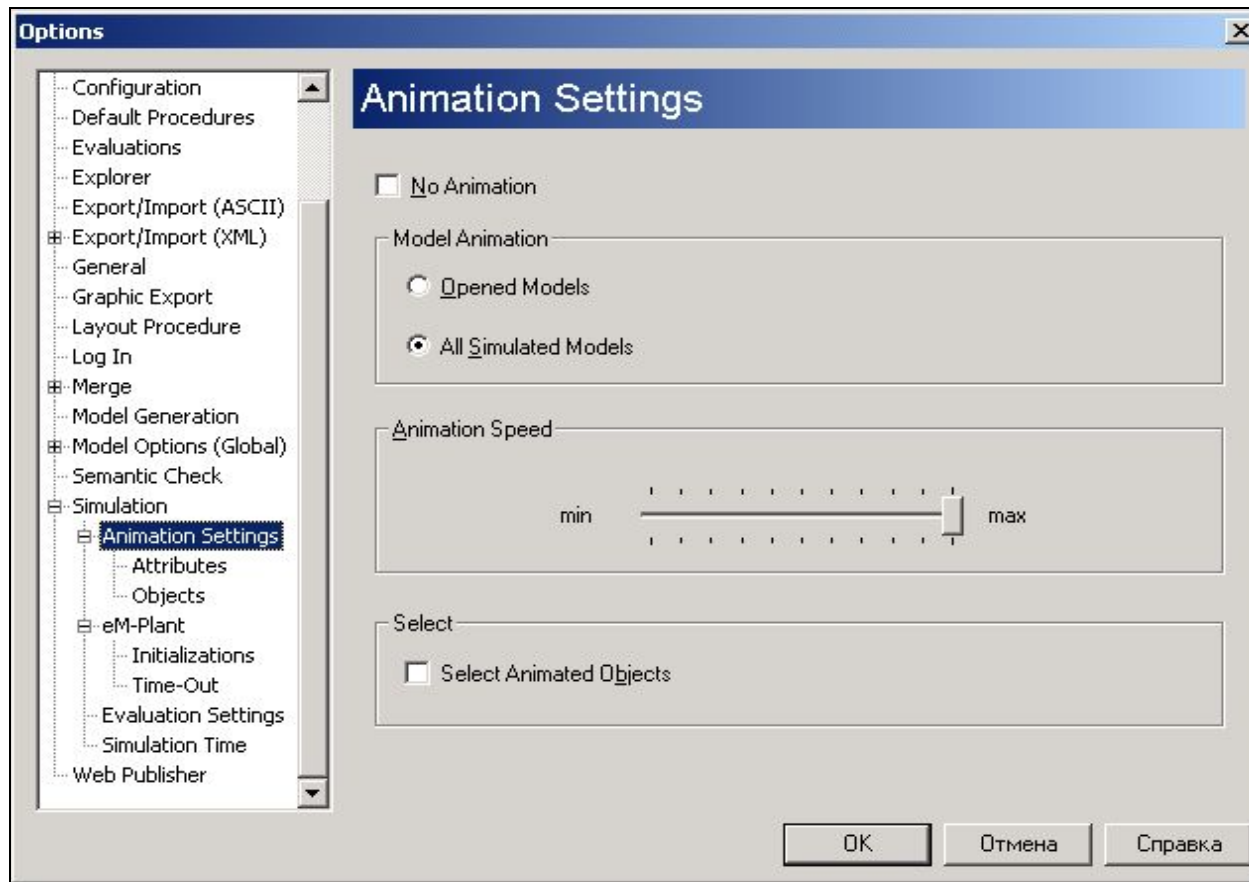 Options
Configuration
Default Procedures
Evaluations
Explorer
Export/Import (ASCII)
Export/Import (XML)
General
Graphic Export
Layout Procedure
Log In
Merge
Model Generation
Model Options (Global)
Semantic Check
Simulation
Animation Settings
Attributes
Objects
eM-Plant
Initializations
Time-Out
Evaluation Settings
Simulation Time
Web Publisher
Animation Settings
No Animation
Model Animation
Opened Models
All Simulated Models
Animation Speed
min max
Select
Select Animated Objects
OK Отмена Справка